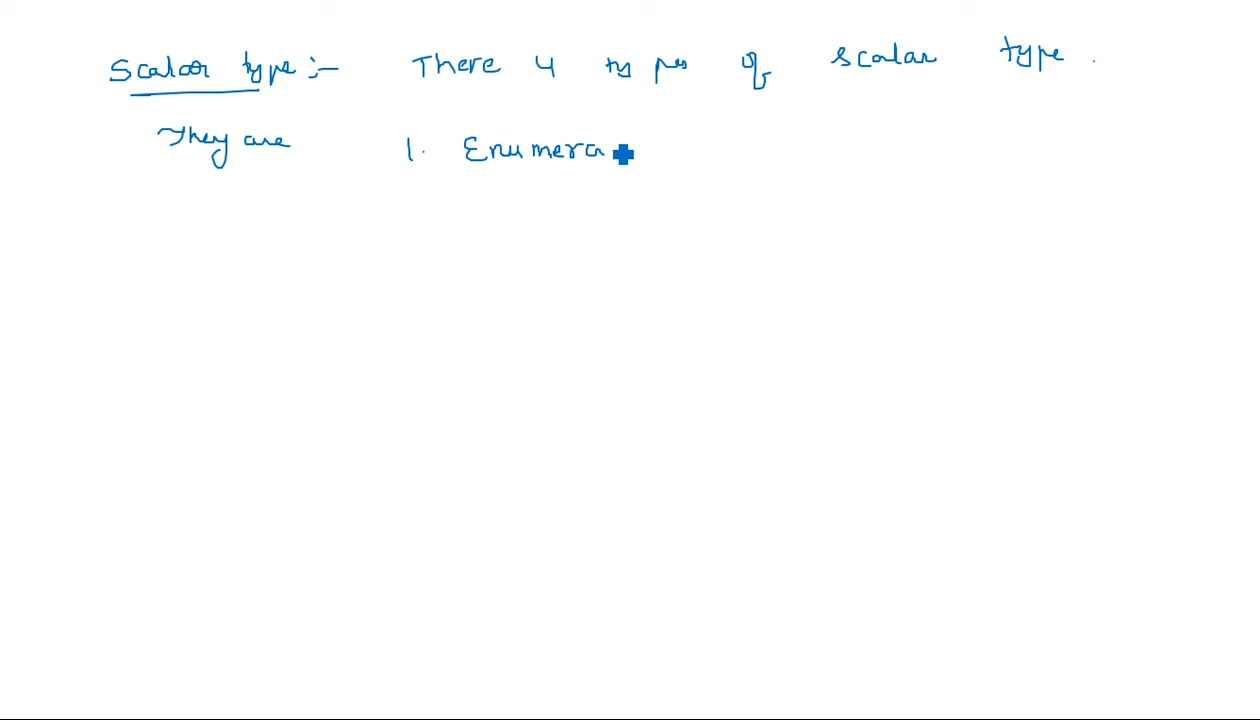 Scalar type :- There 4 types of scalar type .
They are 1. Enumera